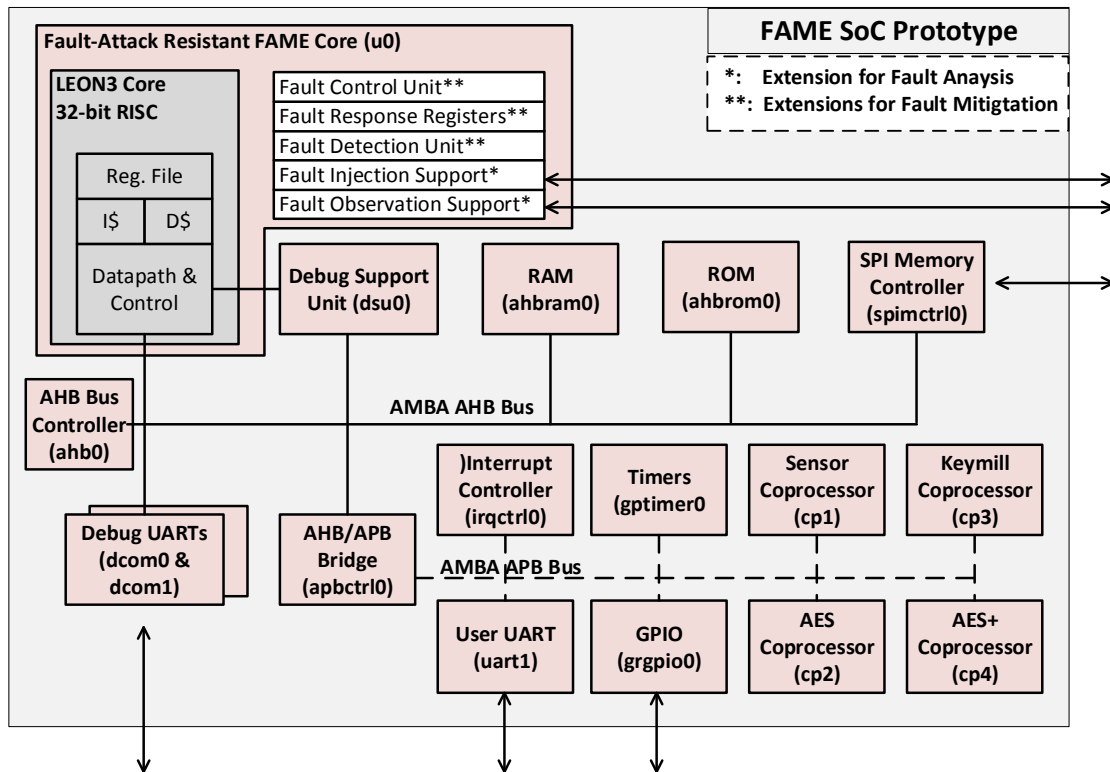 FAME SoC Prototype
*: Extension for Fault Anaysis
**: Extensions for Fault Mitigtation
Fault-Attack Resistant FAME Core (u0)
LEON3 Core
32-bit RISC
Reg. File
I$ D$
Datapath &
Control
Fault Control Unit**
Fault Response Registers**
Fault Detection Unit**
Fault Injection Support*
Fault Observation Support*
Debug Support
Unit (dsu0)
RAM
(ahbram0)
ROM
(ahbrom0)
SPI Memory
Controller
(spimctrl0)
AHB Bus
Controller
(ahb0)
AMBA AHB Bus
Debug UARTs
(dcom0 &
dcom1)
AHB/APB
Bridge
(apbctrl0)
)Interrupt
Controller
(irqctrl0)
Timers
(gptimer0
Sensor
Coprocessor
(cp1)
Keymill
Coprocessor
(cp3)
AMBA APB Bus
User UART
(uart1)
GPIO
(grgpio0)
AES
Coprocessor
(cp2)
AES+
Coprocessor
(cp4)